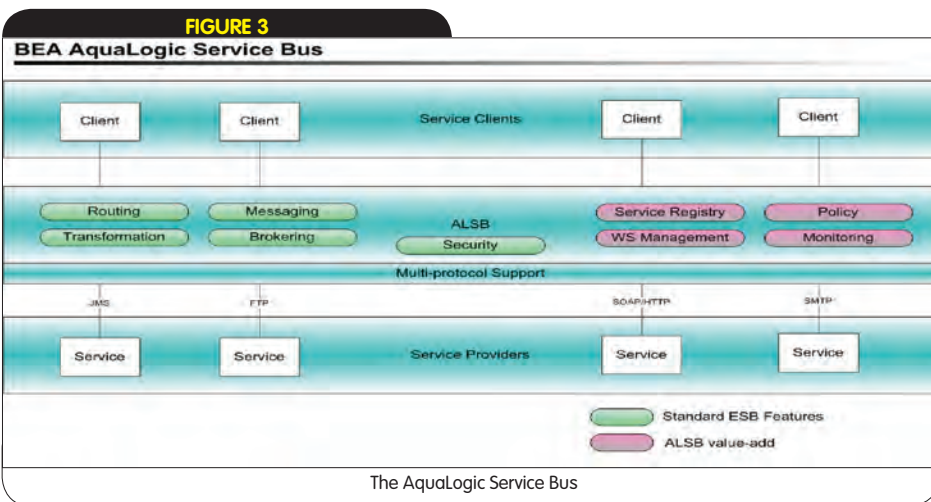 FIGURE 3
BEA AquaLogic Service Bus
Client
Client
Service Clients
Client
Client
Routing
Messaging
Service Registry
Policy
ALSB
Transformation
Brokering
Security
WS Management
Monitoring
Multi-protocol Support
JMS
FTP
SOAP/HTTP
SMTP
Service
Service
Service Providers
Service
Service
Standard ESB Features
ALSB value-add
The AquaLogic Service Bus